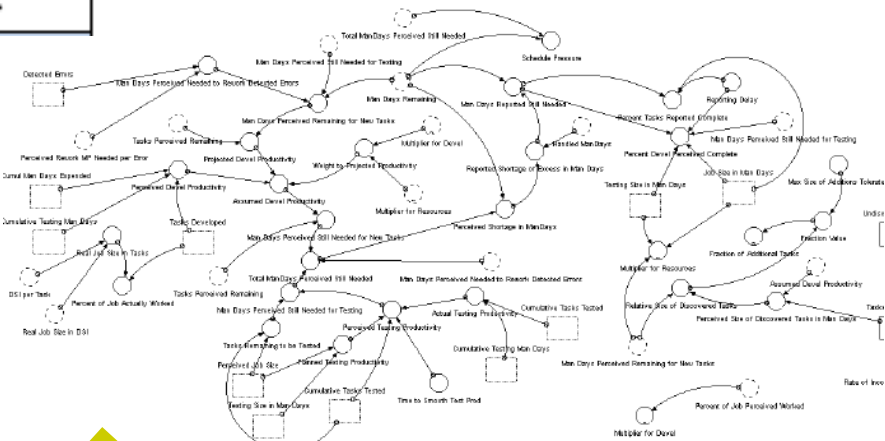 Total ManDays Perceived Still Needed
Schedule Pressure
Man Days Perceived Still Needed for Testing
Detected Errors
Man Days Perceived Needed to Rework Detected Errors
Man Days Remaining
Man Days Reported Still Needed
Reporting Delay
Percent Tasks Reported Complete
Man Days Perceived Remaining for New Tasks
Tasks Perceived Remaining
Multiplier for Devel
Handled Man Days
Man Days Perceived Still Needed for Testing
Perceived Rework MP Needed per Error
Projected Devel Productivity
Weight to Projected Productivity
Reported Shortage of Excess in Man Days
Percent Devel Perceived Complete
Cumul Man Days Expended
Perceived Devel Productivity
Testing Size in Man Days
Job Size in Man Days
Max Size of Additions Tolerate
Assumed Devel Productivity
Multiplier for Resources
Cumulative Testing Man Days
Tasks Developed
Perceived Shortage in ManDays
Fraction Value
Man Days Perceived Still Needed for New Tasks
Real Job Size in Tasks
Fraction of Additional Tasks
Multiplier for Resources
Total ManDays Perceived Still Needed
Man Days Perceived Needed to Rework Detected Errors
Assumed Devel Productivity
DSI per Task
Tasks Perceived Remaining
Percent of Job Actually Worked
Relative Size of Discovered Tasks
Man Days Perceived Still Needed for Testing
Actual Testing Productivity
Cumulative Tasks Tested
Perceived Size of Discovered Tasks in Man Days
Real Job Size in DSI
Perceived Testing Productivity
Tasks Remaining to be Tested
Cumulative Testing Man Days
Perceived Job Size
Planned Testing Productivity
Man Days Perceived Remaining for New Tasks
Cumulative Tasks Tested
Time to Smooth Test Prod
Testing Size in Man Days
Percent of Job Perceived Worked
Multiplier for Devel